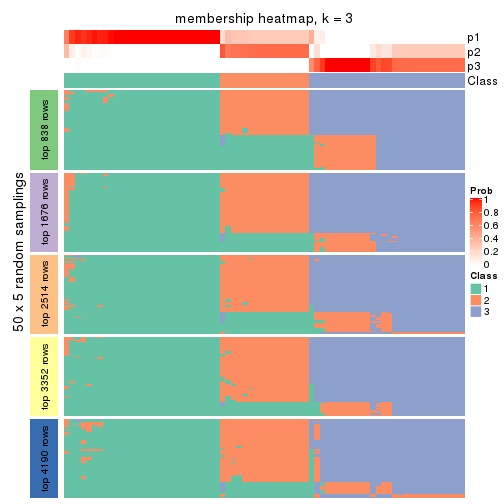 membership heatmap, k = 3
p1
p2
p3
Class
50 x 5 random samplings
top 838 rows
top 1676 rows
top 2514 rows
top 3352 rows
top 4190 rows
Prob
1
0.8
0.6
0.4
0.2
0
Class
1
2
3